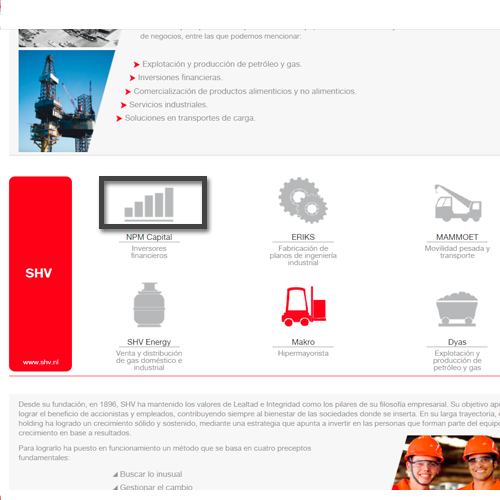 de negocios, entre las que podemos mencionar:
Explotación y producción de petróleo y gas.
Inversiones financieras.
Comercialización de productos alimenticios y no alimenticios.
Servicios industriales.
Soluciones en transportes de carga.
SHV
www.shv.nl
NPM Capital
Inversores
financieros
ERIKS
Fabricación de
planos de ingeniería
industrial
MAMMOET
Movilidad pesada y
transporte
SHV Energy
Venta y distribución
de gas doméstico e
industrial
Makro
Hipermayorista
Dyas
Explotación y
producción de
petróleo y gas
Desde su fundación, en 1896, SHV ha mantenido los valores de Lealtad e Integridad como los pilares de su filosofía empresarial. Su objetivo
lograr el beneficio de accionistas y empleados, contribuyendo siempre al bienestar de las sociedades donde se inserta. En su larga trayectoria,
holding ha logrado un crecimiento sólido y sostenido, mediante una estrategia que apunta a invertir en las personas que forman parte del
crecimiento en base a resultados.
Para lograrlo ha puesto en funcionamiento un método que se basa en cuatro preceptos
fundamentales:
Buscar lo inusual
Gestionar el cambio